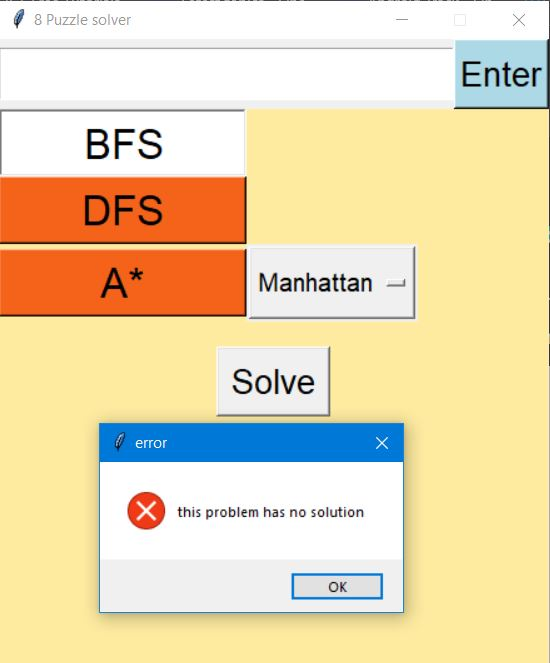 8 Puzzle solver
Enter
BFS
DFS
A*
Manhattan
Solve
error
this problem has no solution
OK